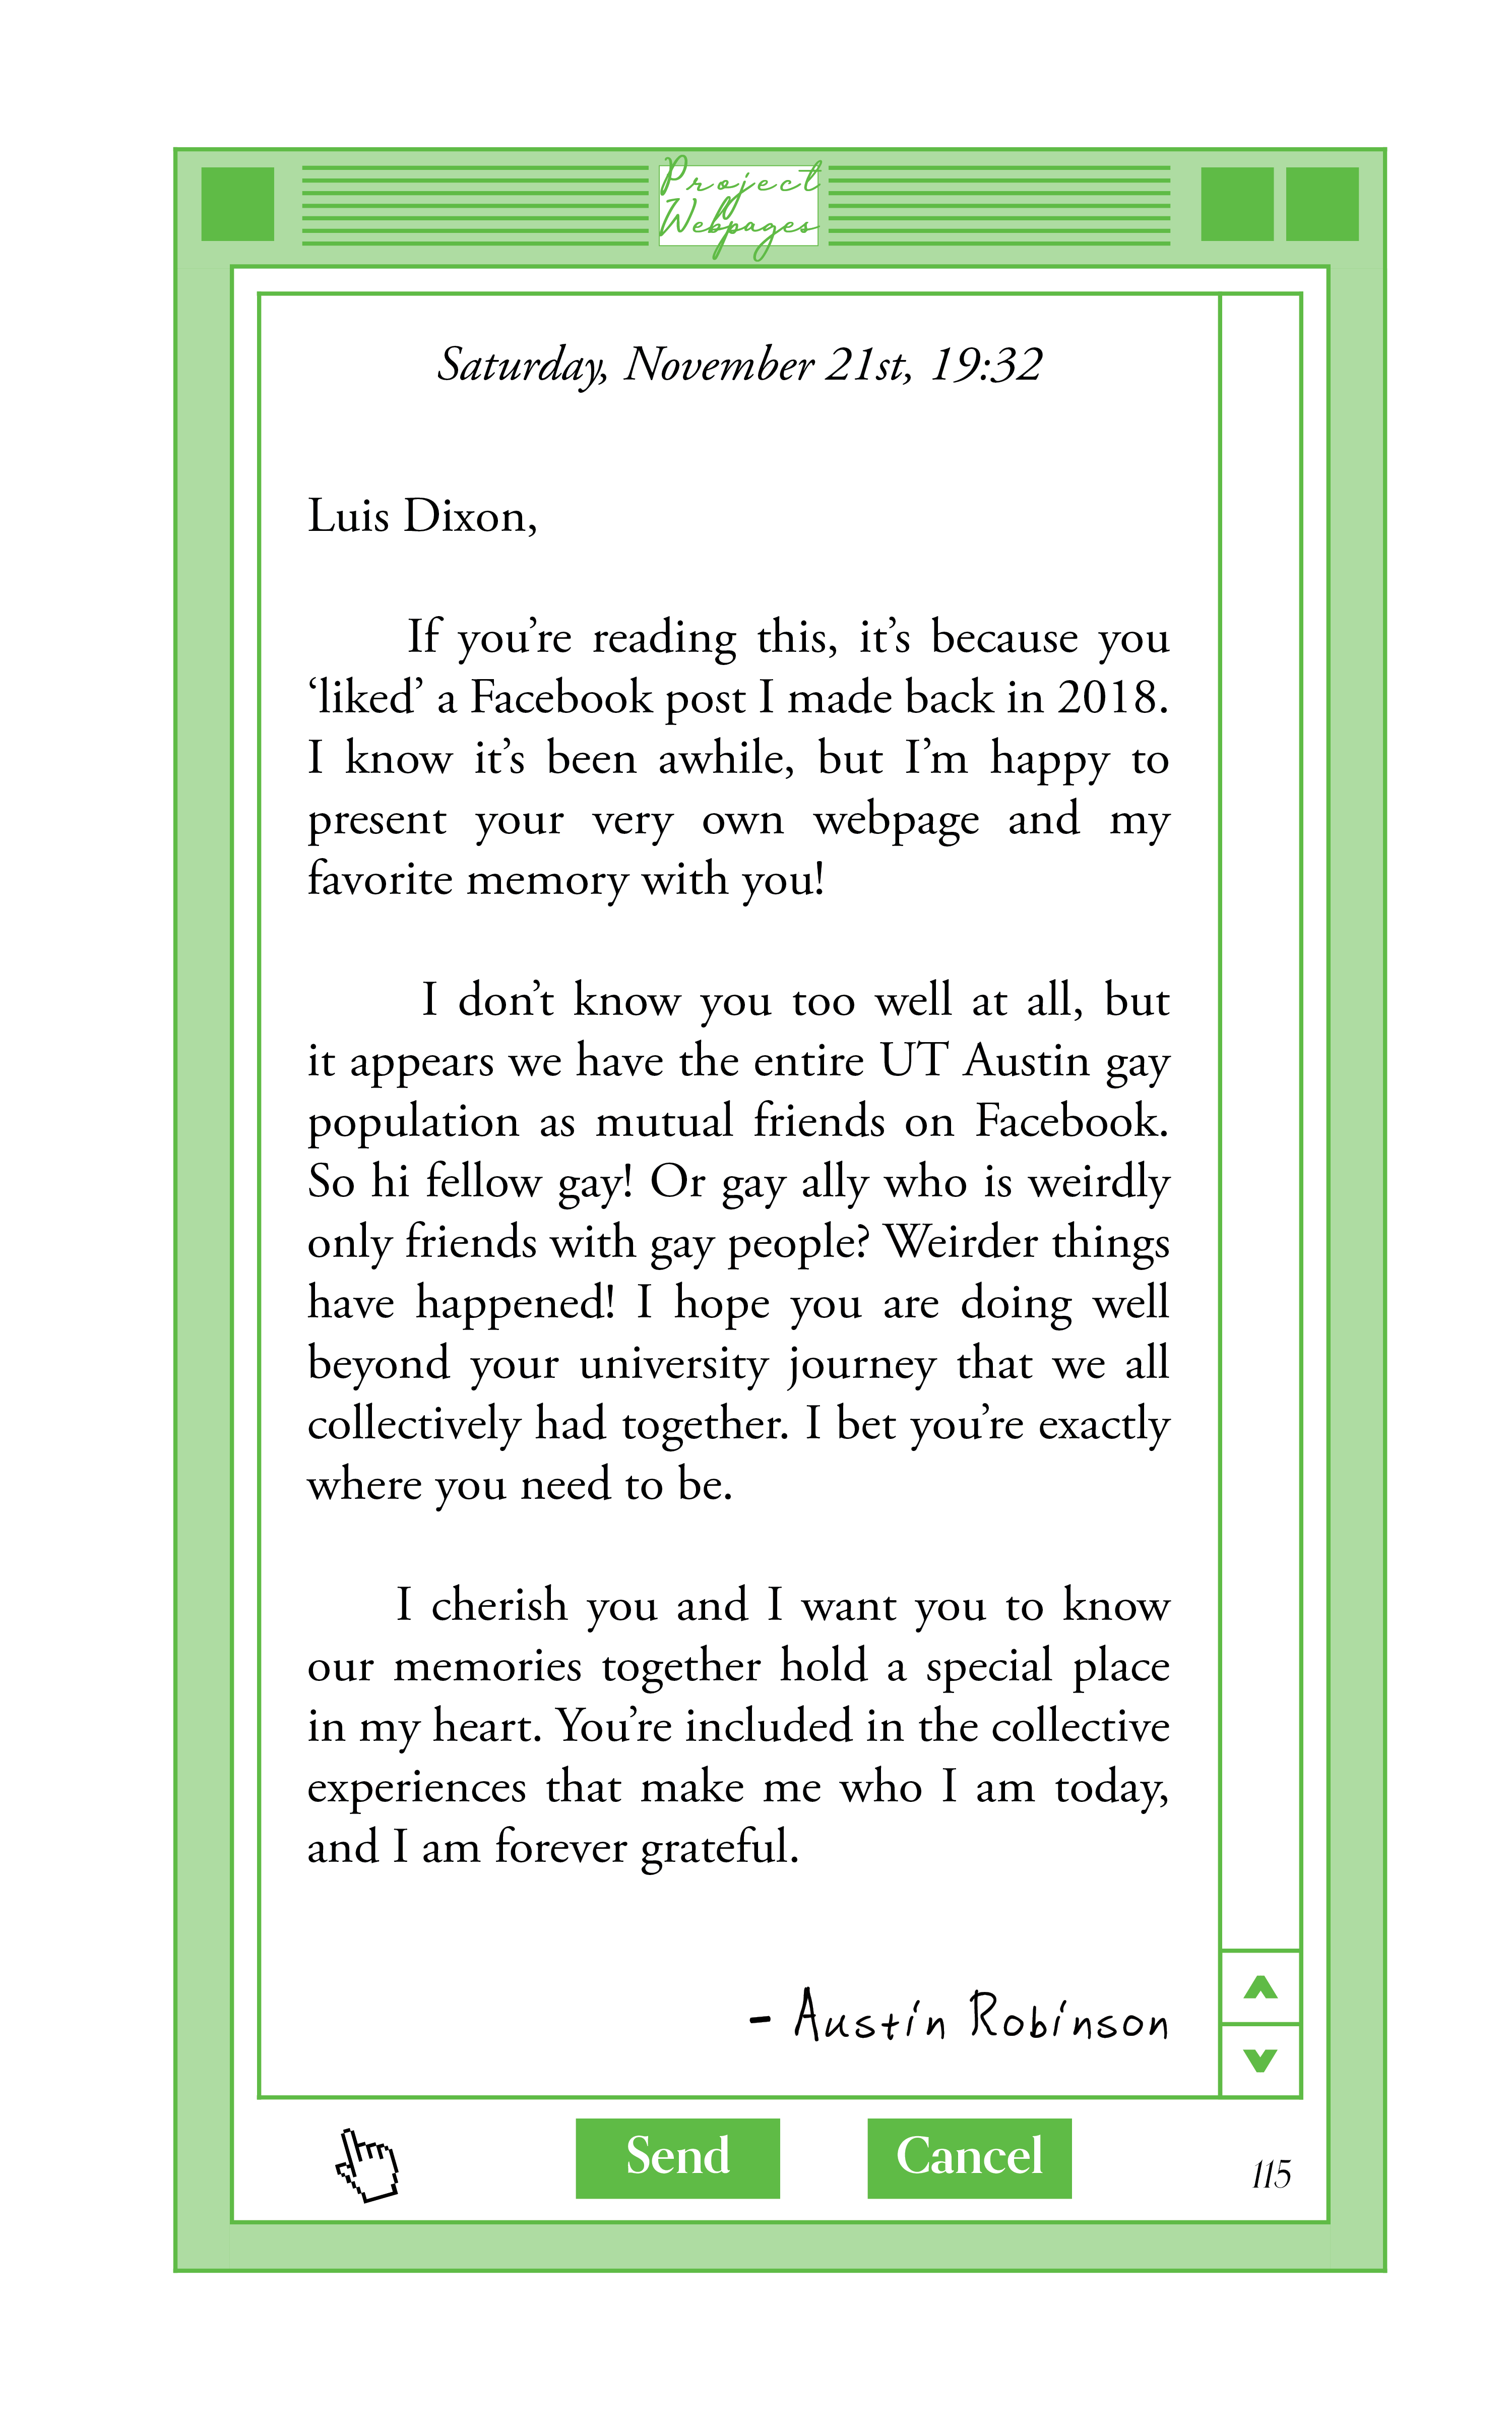 Project
Webpages
Saturday, November 21st, 19:32
Luis Dixon,
If you’re reading this, it’s because you
‘liked’ a Facebook post I made back in 2018.
I know it’s been awhile, but I’m happy to
present your very own webpage and my
favorite memory with you!
I don’t know you too well at all, but
it appears we have the entire UT Austin gay
population as mutual friends on Facebook.
So hi fellow gay! Or gay ally who is weirdly
only friends with gay people? Weirder things
have happened! I hope you are doing well
beyond your university journey that we all
collectively had together. I bet you’re exactly
where you need to be.
I cherish you and I want you to know
our memories together hold a special place
in my heart. You’re included in the collective
experiences that make me who I am today,
and I am forever grateful.
- Austin Robinson
Send Cancel
115